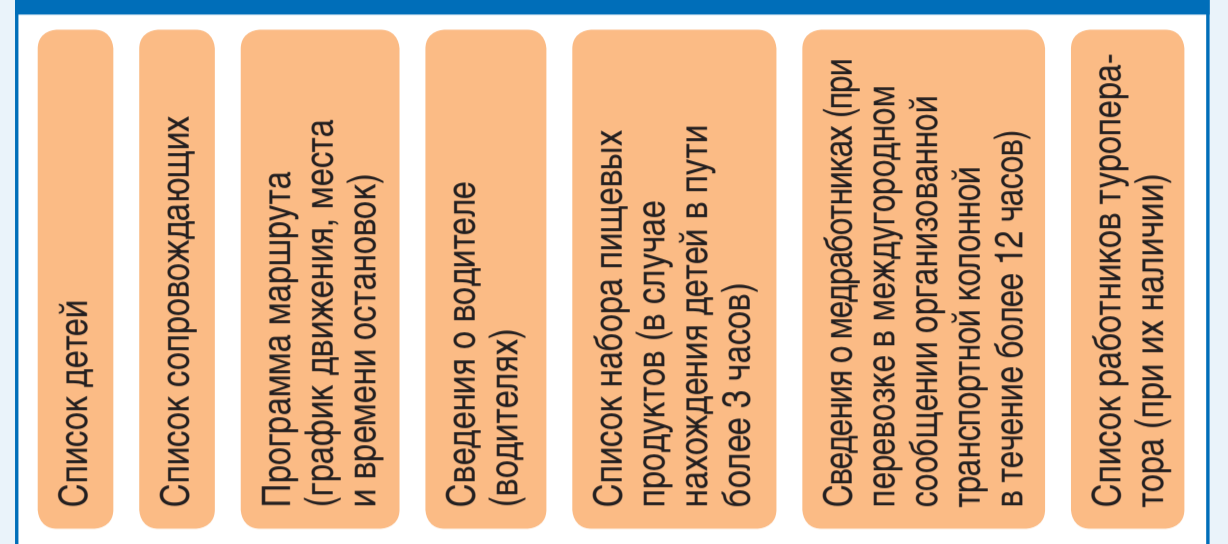 Список детей
Список сопровождающих
Программа маршрута
(график движения, места
и времени остановок)
Сведения о водителе
(водителях)
Список набора пищевых
продуктов (в случае
нахождения детей в пути
более 3 часов)
Сведения о медработниках (при
перевозке в междугородном
сообщении организованной
транспортной колонной
в течение более 12 часов)
Список работников туропера-
тора (при их наличии)